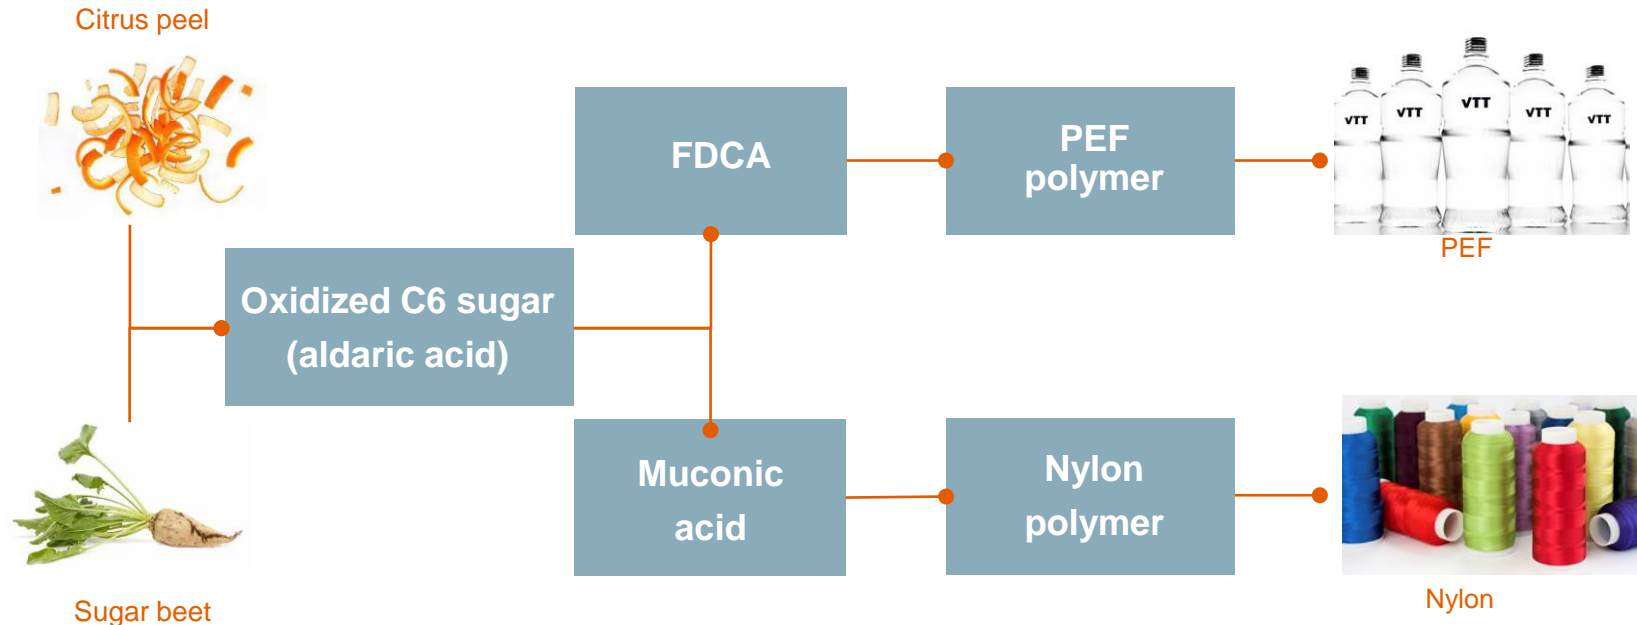 Citrus peel
FDCA
PEF
polymer
VTT
VTT
VTT
VTT
VTT
PEF
Oxidized C6 sugar
(aldaric acid)
Muconic
acid
Nylon
polymer
Sugar beet
Nylon